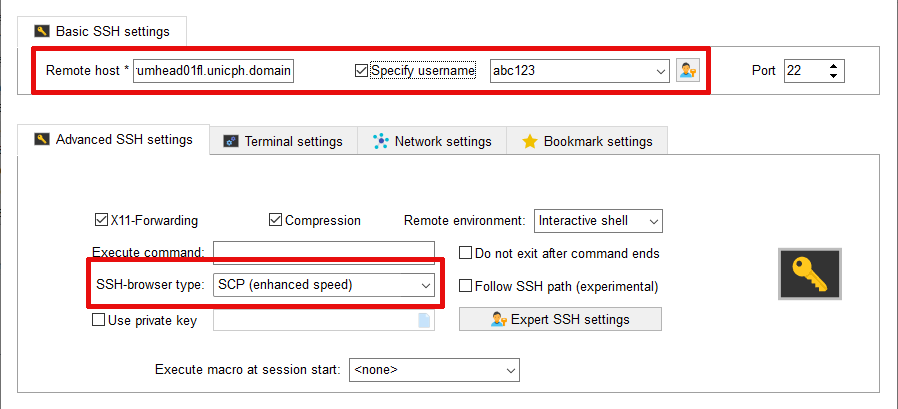 Basic SSH settings
Remote host * umhead01fl.unicph.domain Specify username abc123 Port 22
Advanced SSH settings Terminal settings Network settings Bookmark settings
X11-Forwarding Compression Remote environment: Interactive shell
Execute command: Do not exit after command ends
SSH-browser type: SCP (enhanced speed) Follow SSH path (experimental)
Use private key Expert SSH settings
Execute macro at session start: <none>